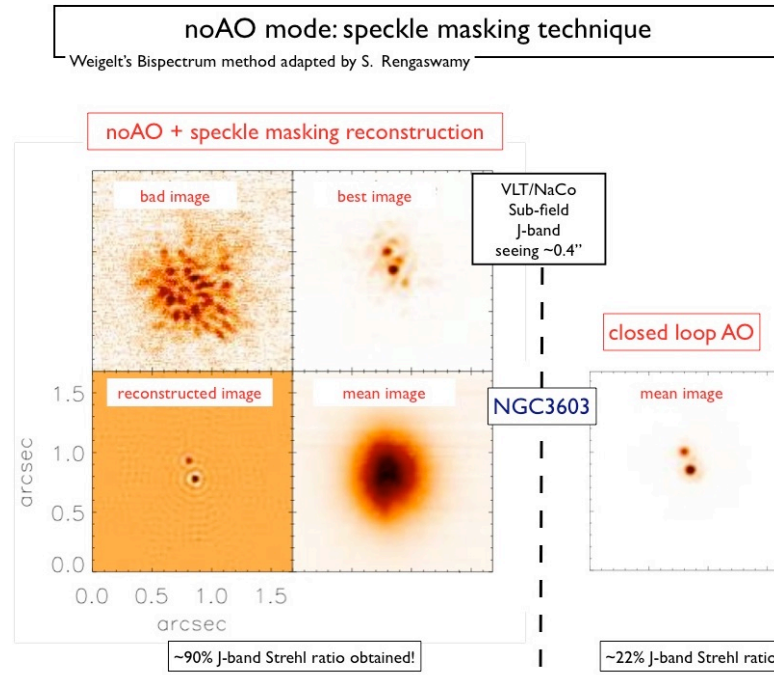 noAO mode: speckle masking technique
Weigelt's Bispectrum method adapted by S. Rengaswamy
noAO + speckle masking reconstruction
bad image
best image
VLT/NaCo
Sub-field
J-band
seeing ~0.4”
closed loop AO
reconstructed image
mean image
NGC3603
mean image
1.5
1.0
0.5
0.0
arcsec
0.0 0.5 1.0 1.5
arcsec
~90% J-band Strehl ratio obtained!
~22% J-band Strehl ratio